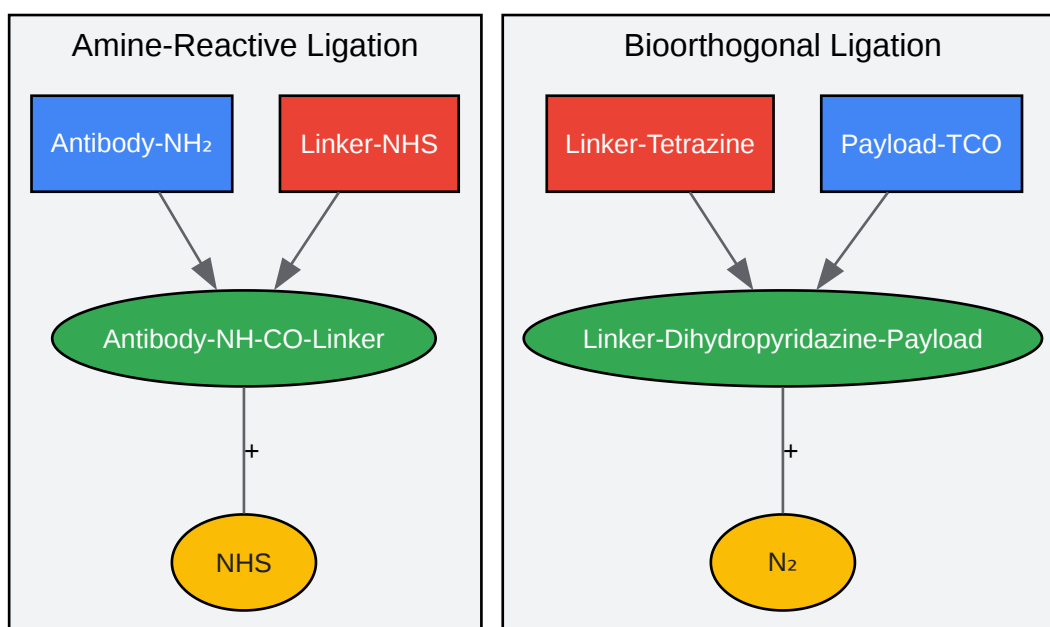 Amine-Reactive Ligation
Antibody-NH₂
Linker-NHS
Antibody-NH-CO-Linker
+
NHS
Bioorthogonal Ligation
Linker-Tetrazine
Payload-TCO
Linker-Dihydropyridazine-Payload
+
N₂